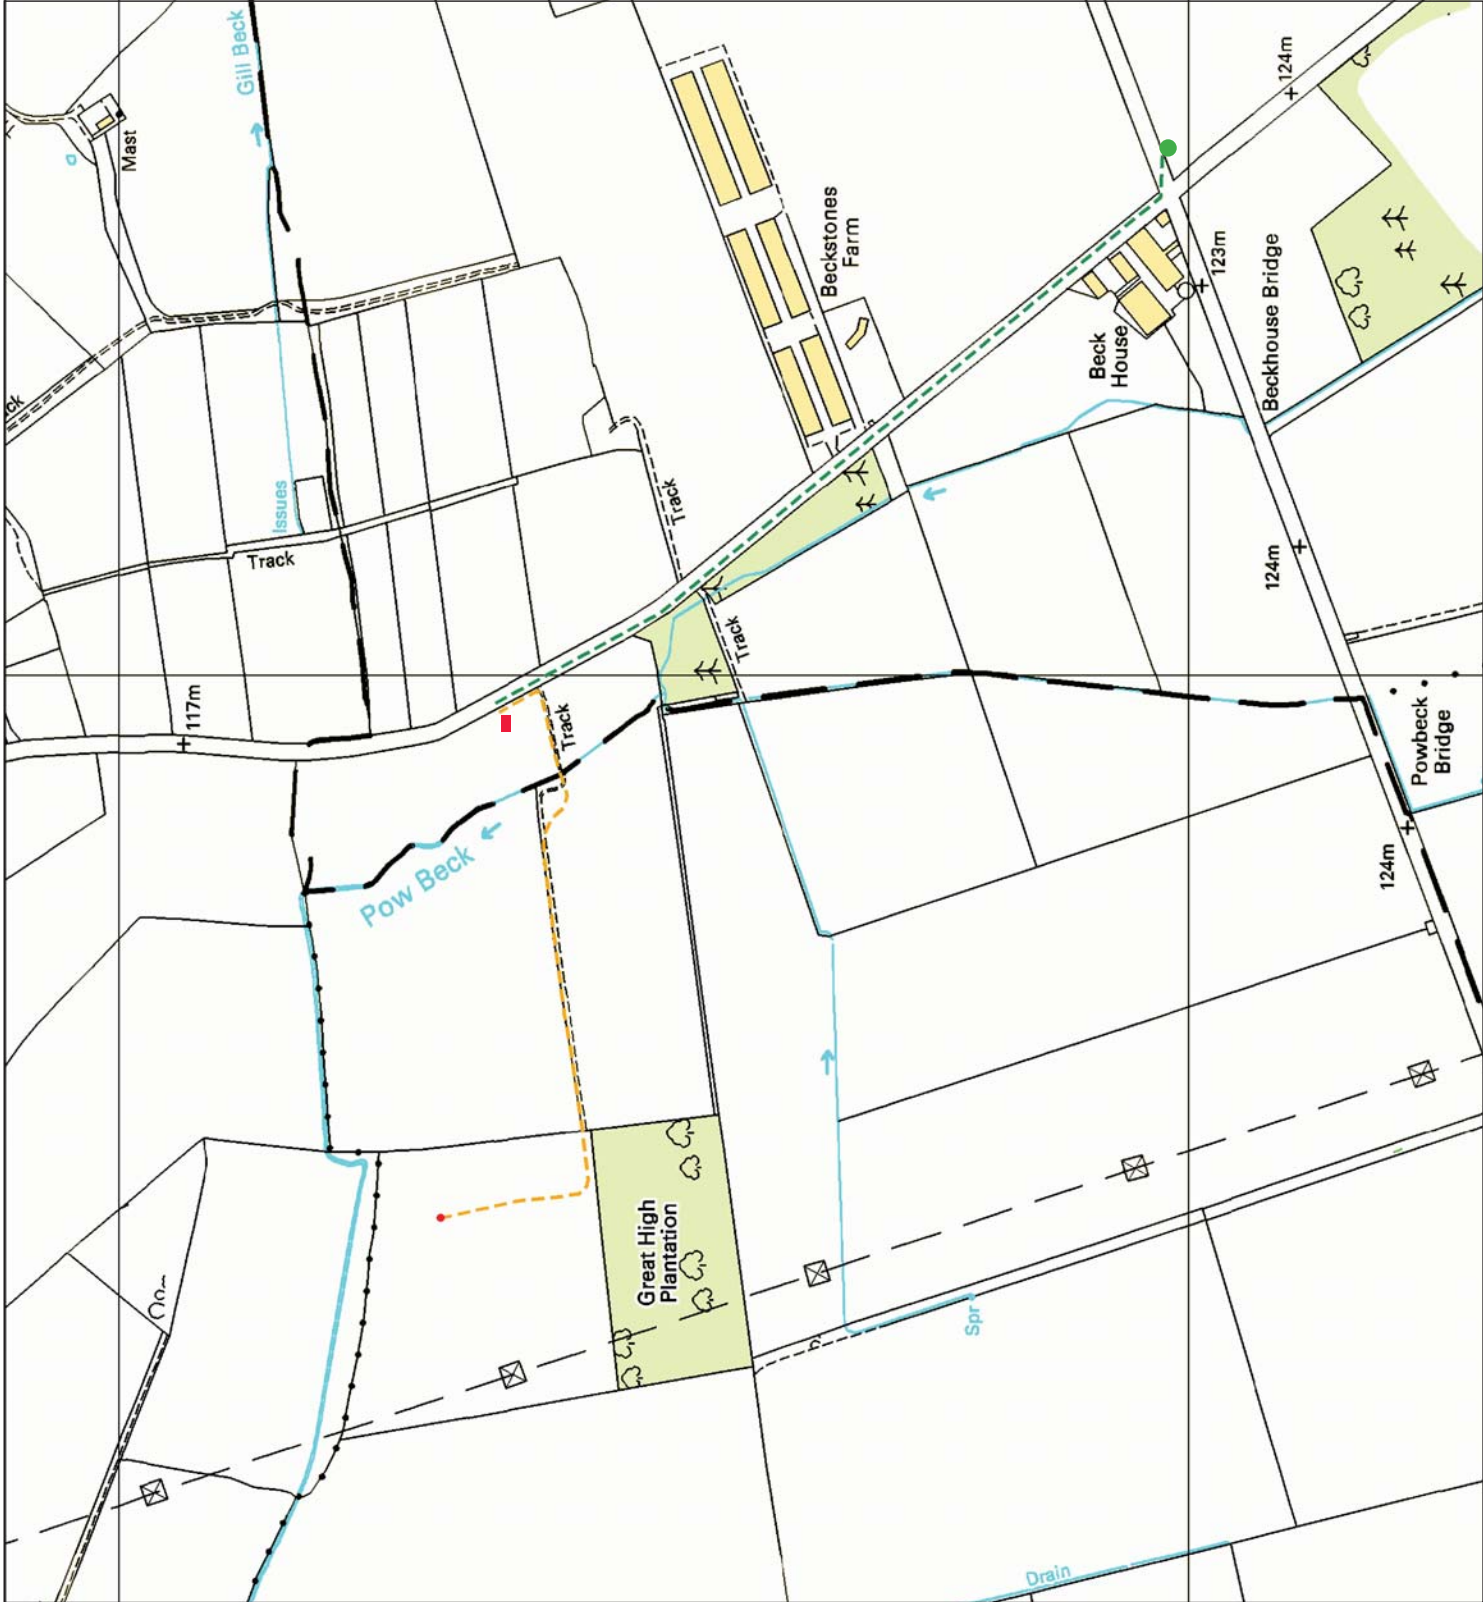 Gill Beck
Mast
124m
ck
Beckstones
Farm
123m
Beckhouse Bridge
Beck
House
Issues
Track
Track
124m
Track
117m
Track
Powbeck
Bridge
Pow Beck
124m
Great High
Plantation
Spr
Drain